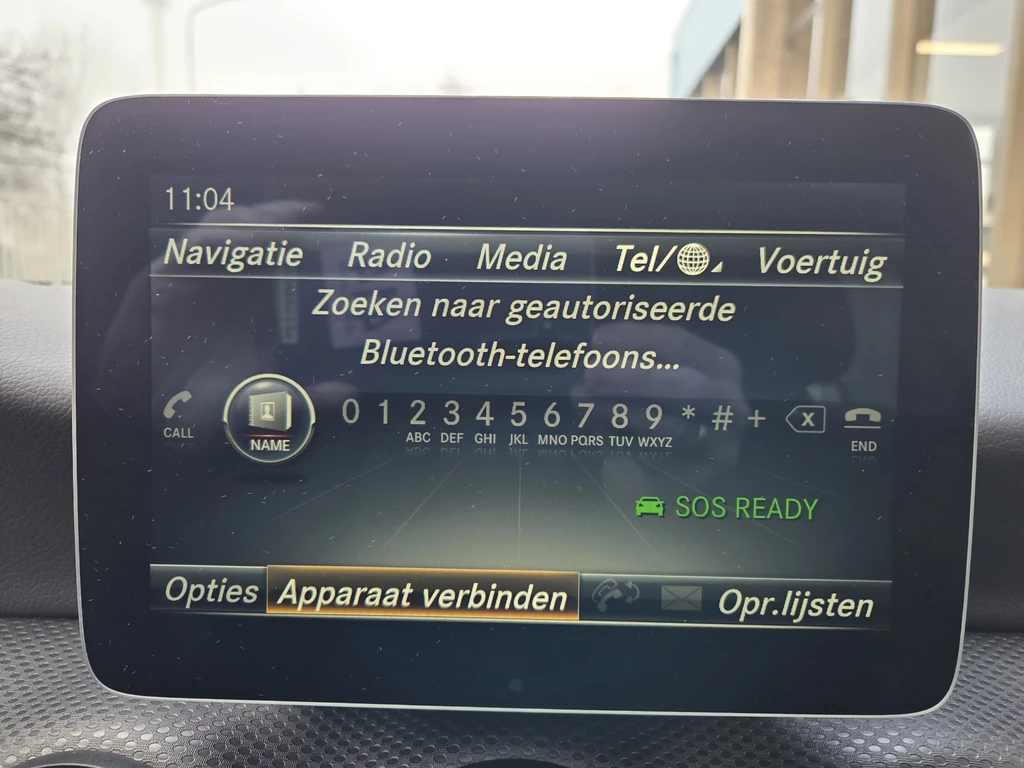 11:04
Navigatie Radio Media Tel/ Voertuig
Zoeken naar geautoriseerde
Bluetooth-telefoons...
0 1 2 3 4 5 6 7 8 9 * # +
CALL NAME ABC DEF GHI JKL MNO PQRS TUV WXYZ END
SOS READY
Opties Apparaat verbinden Opr.lijsten